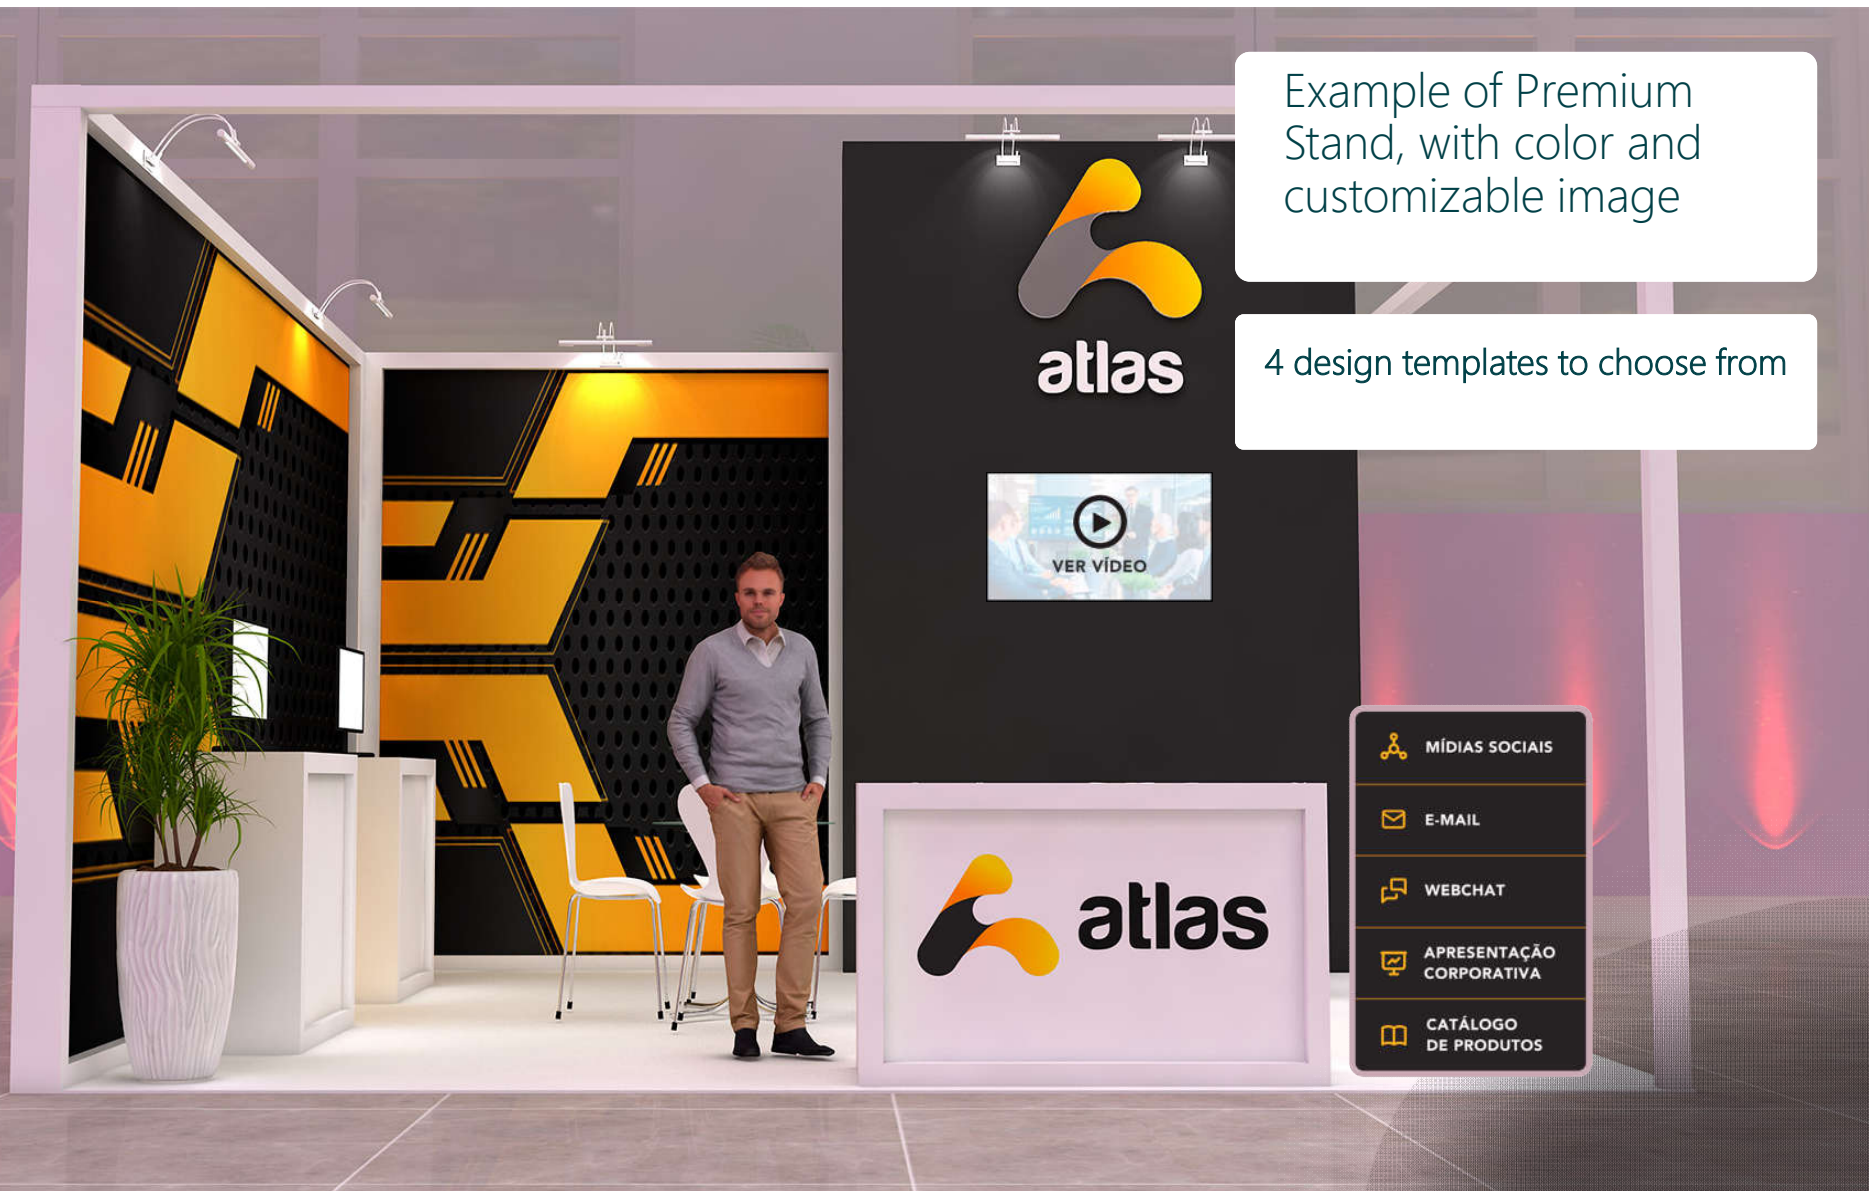 Example of Premium
Stand, with color and
customizable image
4 design templates to choose from
atlas
VER VÍDEO
atlas
MÍDIAS SOCIAIS
E-MAIL
WEBCHAT
APRESENTAÇÃO
CORPORATIVA
CATÁLOGO
DE PRODUTOS